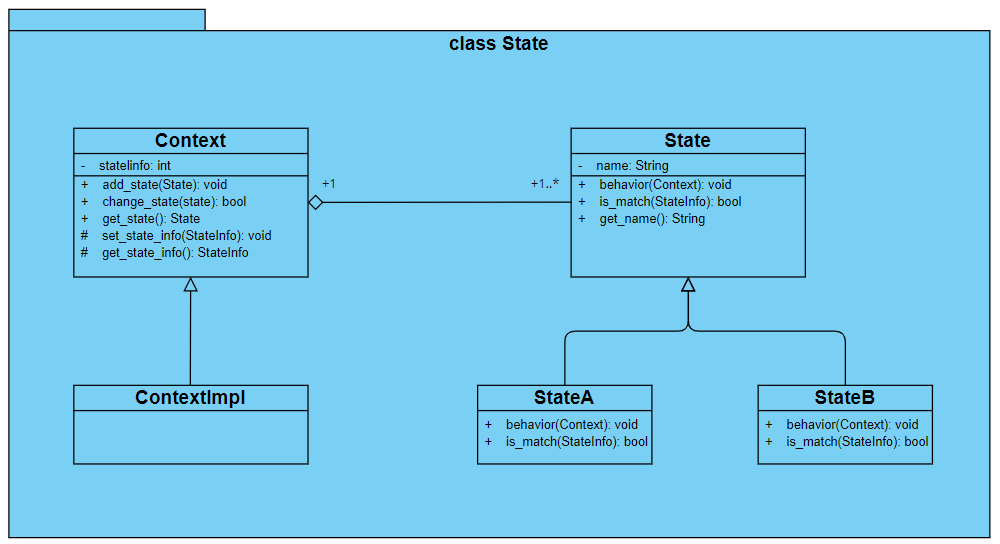 class State
Context
- statelinfo: int
+ add_state(State): void
+ change_state(state): bool
+ get_state(): State
# set_state_info(StateInfo): void
# get_state_info(): StateInfo
+1
+1..*
State
- name: String
+ behavior(Context): void
+ is_match(StateInfo): bool
+ get_name(): String
ContextImpl
StateA
+ behavior(Context): void
+ is_match(StateInfo): bool
StateB
+ behavior(Context): void
+ is_match(StateInfo): bool